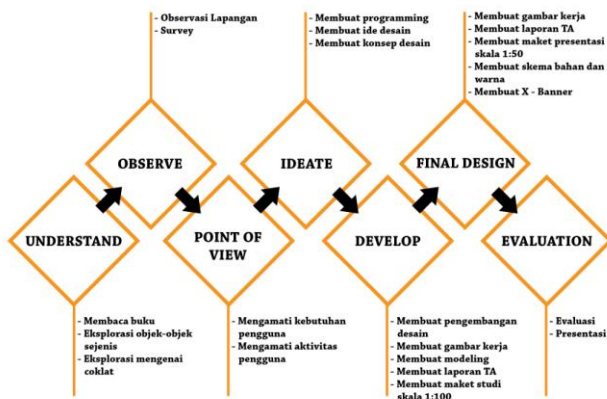 - Observasi Lapangan
- Survey
- Membuat programming
- Membuat ide desain
- Membuat konsep desain
- Membuat gambar kerja
- Membuat laporan TA
- Membuat maket presentasi
skala 1:50
- Membuat skema bahan dan
warna
- Membuat X - Banner
OBSERVE
IDEATE
FINAL DESIGN
UNDERSTAND
POINT OF
VIEW
DEVELOP
EVALUATION
- Membaca buku
- Eksplorasi objek-objek
sejenis
- Eksplorasi mengenai
coklat
- Mengamati kebutuhan
pengguna
- Mengamati aktivitas
pengguna
- Membuat pengembangan
desain
- Membuat gambar kerja
- Membuat modeling
- Membuat laporan TA
- Membuat maket studi
skala 1:100
- Evaluasi
- Presentasi